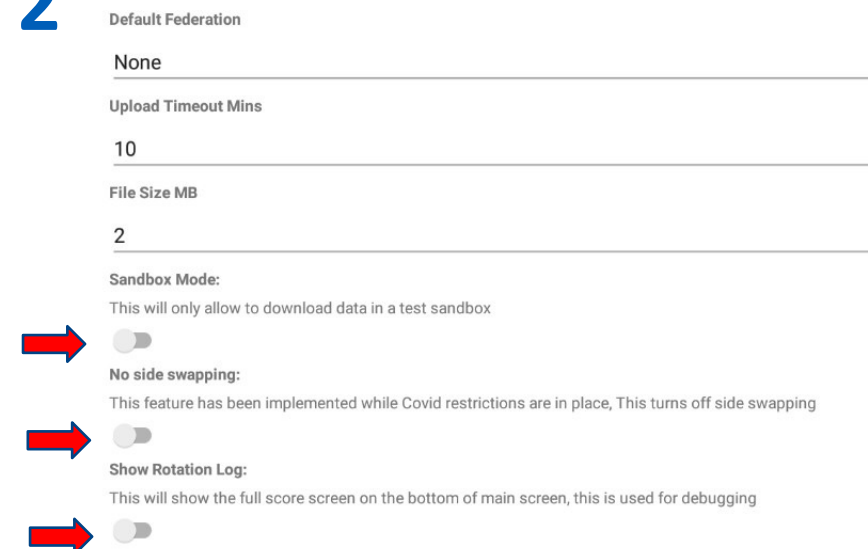 2
Default Federation
None
Upload Timeout Mins
10
File Size MB
2
Sandbox Mode:
This will only allow to download data in a test sandbox
No side swapping:
This feature has been implemented while Covid restrictions are in place, This turns off side swapping
Show Rotation Log:
This will show the full score screen on the bottom of main screen, this is used for debugging